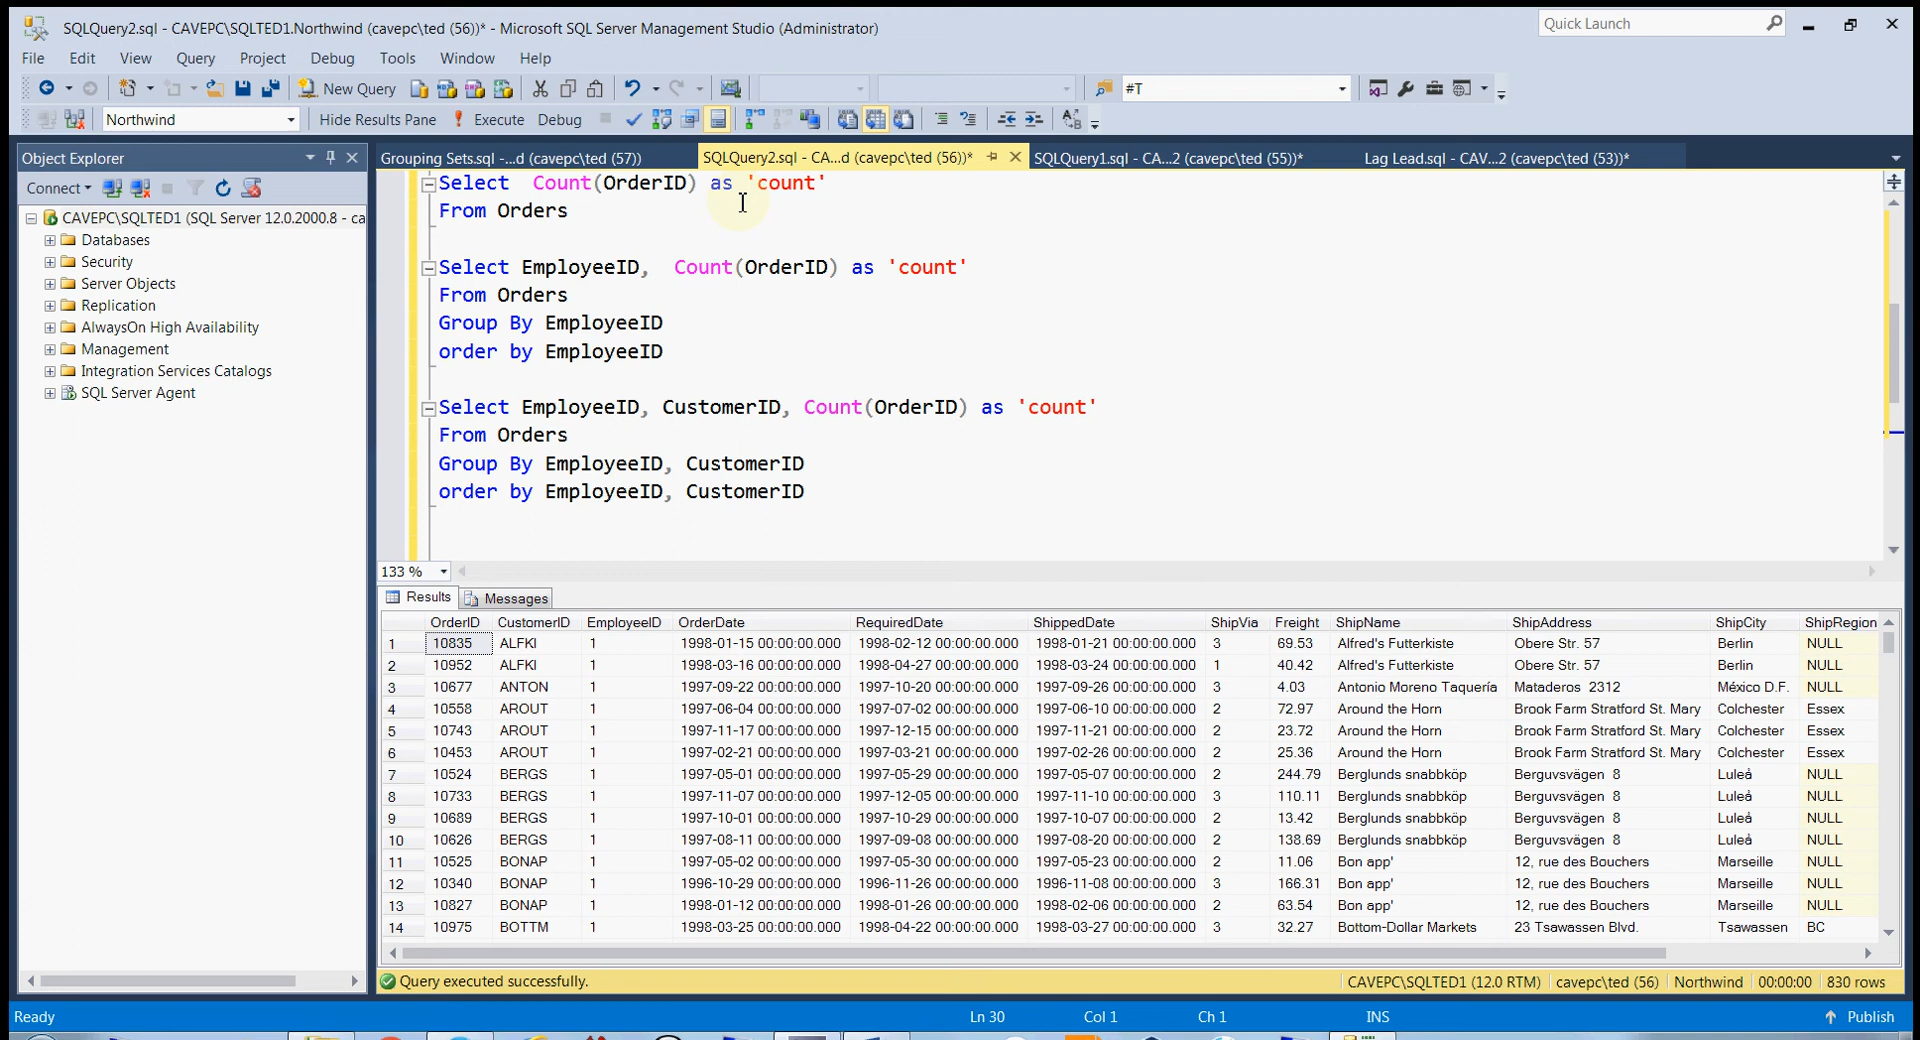 SQLQuery2.sql - CAVEPC\SQLTED1.Northwind (cavepc\ted (56))* - Microsoft SQL Server Management Studio (Administrator)
Quick Launch
File Edit View Query Project Debug Tools Window Help
New Query
#T
Northwind
Hide Results Pane
! Execute Debug
Object Explorer
Grouping Sets.sql -...d (cavepc\ted (57))
SQLQuery2.sql - CA...d (cavepc\ted (56))*
SQLQuery1.sql - CA...2 (cavepc\ted (55))*
Lag Lead.sql - CAV...2 (cavepc\ted (53))*
Connect
CAVEPC\SQLTED1 (SQL Server 12.0.2000.8 - ca
Databases
Security
Server Objects
Replication
AlwaysOn High Availability
Management
Integration Services Catalogs
SQL Server Agent
Select  Count(OrderID) as 'count'
From Orders
Select EmployeeID,  Count(OrderID) as 'count'
From Orders
Group By EmployeeID
order by EmployeeID
Select EmployeeID, CustomerID, Count(OrderID) as 'count'
From Orders
Group By EmployeeID, CustomerID
order by EmployeeID, CustomerID
133 %
Results Messages
OrderID CustomerID EmployeeID OrderDate RequiredDate ShippedDate ShipVia Freight ShipName ShipAddress ShipCity ShipRegion
1 10835 ALFKI 1 1998-01-15 00:00:00.000 1998-02-12 00:00:00.000 1998-01-21 00:00:00.000 3 69.53 Alfred's Futterkiste Obere Str. 57 Berlin NULL
2 10952 ALFKI 1 1998-03-16 00:00:00.000 1998-04-27 00:00:00.000 1998-03-24 00:00:00.000 1 40.42 Alfred's Futterkiste Obere Str. 57 Berlin NULL
3 10677 ANTON 1 1997-09-22 00:00:00.000 1997-10-20 00:00:00.000 1997-09-26 00:00:00.000 3 4.03 Antonio Moreno Taquería Mataderos  2312 México D.F. NULL
4 10558 AROUT 1 1997-06-04 00:00:00.000 1997-07-02 00:00:00.000 1997-06-10 00:00:00.000 2 72.97 Around the Horn Brook Farm Stratford St. Mary Colchester Essex
5 10743 AROUT 1 1997-11-17 00:00:00.000 1997-12-15 00:00:00.000 1997-11-21 00:00:00.000 2 23.72 Around the Horn Brook Farm Stratford St. Mary Colchester Essex
6 10453 AROUT 1 1997-02-21 00:00:00.000 1997-03-21 00:00:00.000 1997-02-26 00:00:00.000 2 25.36 Around the Horn Brook Farm Stratford St. Mary Colchester Essex
7 10524 BERGS 1 1997-05-01 00:00:00.000 1997-05-29 00:00:00.000 1997-05-07 00:00:00.000 2 244.79 Berglunds snabbköp Berguvsvägen  8 Luleå NULL
8 10733 BERGS 1 1997-11-07 00:00:00.000 1997-12-05 00:00:00.000 1997-11-10 00:00:00.000 3 110.11 Berglunds snabbköp Berguvsvägen  8 Luleå NULL
9 10689 BERGS 1 1997-10-01 00:00:00.000 1997-10-29 00:00:00.000 1997-10-07 00:00:00.000 2 13.42 Berglunds snabbköp Berguvsvägen  8 Luleå NULL
10 10626 BERGS 1 1997-08-11 00:00:00.000 1997-09-08 00:00:00.000 1997-08-20 00:00:00.000 2 138.69 Berglunds snabbköp Berguvsvägen  8 Luleå NULL
11 10525 BONAP 1 1997-05-02 00:00:00.000 1997-05-30 00:00:00.000 1997-05-23 00:00:00.000 2 11.06 Bon app' 12, rue des Bouchers Marseille NULL
12 10340 BONAP 1 1996-10-29 00:00:00.000 1996-11-26 00:00:00.000 1996-11-08 00:00:00.000 3 166.31 Bon app' 12, rue des Bouchers Marseille NULL
13 10827 BONAP 1 1998-01-12 00:00:00.000 1998-01-26 00:00:00.000 1998-02-06 00:00:00.000 2 63.54 Bon app' 12, rue des Bouchers Marseille NULL
14 10975 BOTTM 1 1998-03-25 00:00:00.000 1998-04-22 00:00:00.000 1998-03-27 00:00:00.000 3 32.27 Bottom-Dollar Markets 23 Tsawassen Blvd. Tsawassen BC
Query executed successfully.
CAVEPC\SQLTED1 (12.0 RTM) cavepc\ted (56) Northwind 00:00:00 830 rows
Ready Ln 30 Col 1 Ch 1 INS Publish